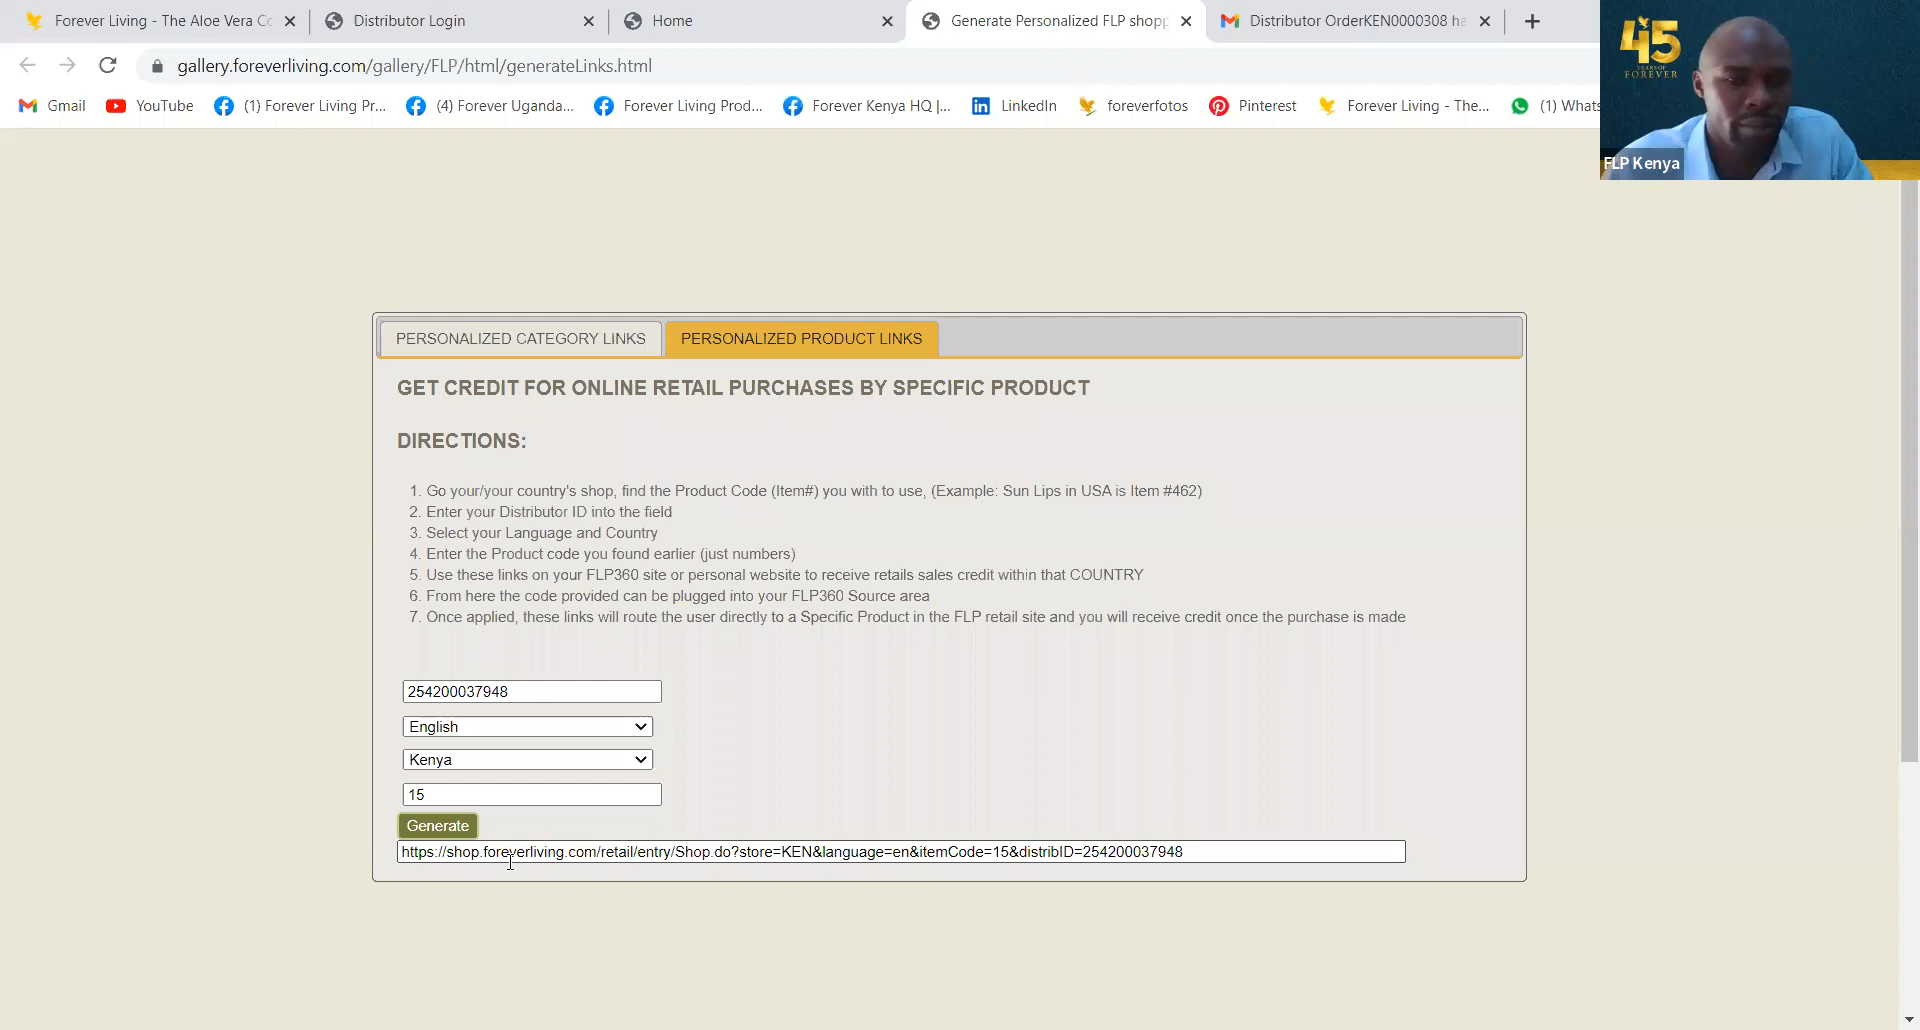 Forever Living - The Aloe Vera Co
Distributor Login
Home
Generate Personalized FLP shopp
Distributor OrderKEN0000308 ha
gallery.foreverliving.com/gallery/FLP/html/generateLinks.html
Gmail
YouTube
(1) Forever Living Pr...
(4) Forever Uganda...
Forever Living Prod...
Forever Kenya HQ |...
LinkedIn
foreverfotos
Pinterest
Forever Living - The...
(1) Whats
45
YEARS OF
FOREVER
FLP Kenya
PERSONALIZED CATEGORY LINKS
PERSONALIZED PRODUCT LINKS
GET CREDIT FOR ONLINE RETAIL PURCHASES BY SPECIFIC PRODUCT
DIRECTIONS:
1. Go your/your country's shop, find the Product Code (Item#) you with to use, (Example: Sun Lips in USA is Item #462)
2. Enter your Distributor ID into the field
3. Select your Language and Country
4. Enter the Product code you found earlier (just numbers)
5. Use these links on your FLP360 site or personal website to receive retails sales credit within that COUNTRY
6. From here the code provided can be plugged into your FLP360 Source area
7. Once applied, these links will route the user directly to a Specific Product in the FLP retail site and you will receive credit once the purchase is made
254200037948
English
Kenya
15
Generate
https://shop.foreverliving.com/retail/entry/Shop.do?store=KEN&language=en&itemCode=15&distribID=254200037948